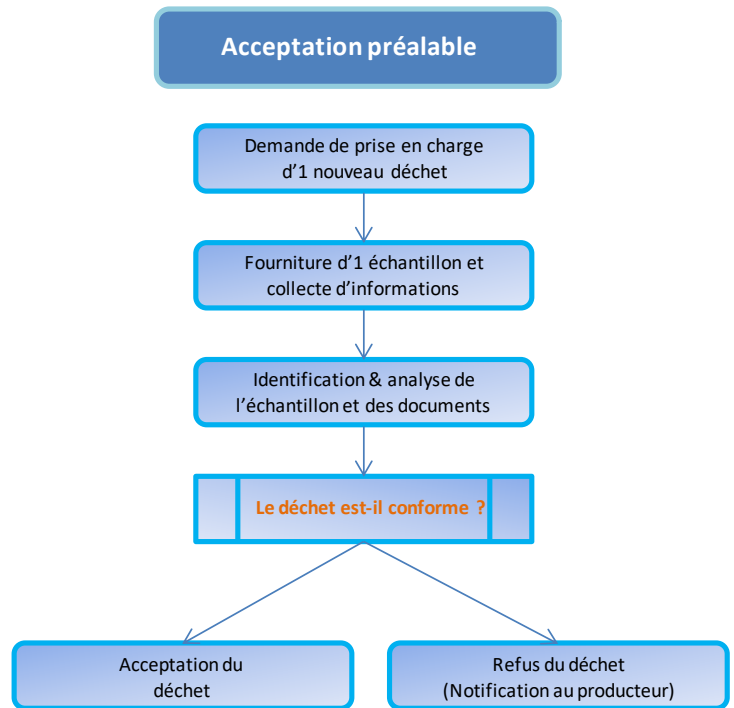 Acceptation préalable
Demande de prise en charge
d'1 nouveau déchet
Fourniture d'1 échantillon et
collecte d'informations
Identification & analyse de
l'échantillon et des documents
Le déchet est-il conforme ?
Acceptation du
déchet
Refus du déchet
(Notification au producteur)